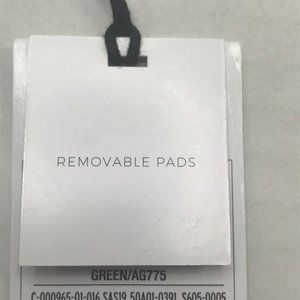 REMOVABLE PADS
GREEN/AG775
C-000965-01-016 SAS19 50A01-0391 S605-0005